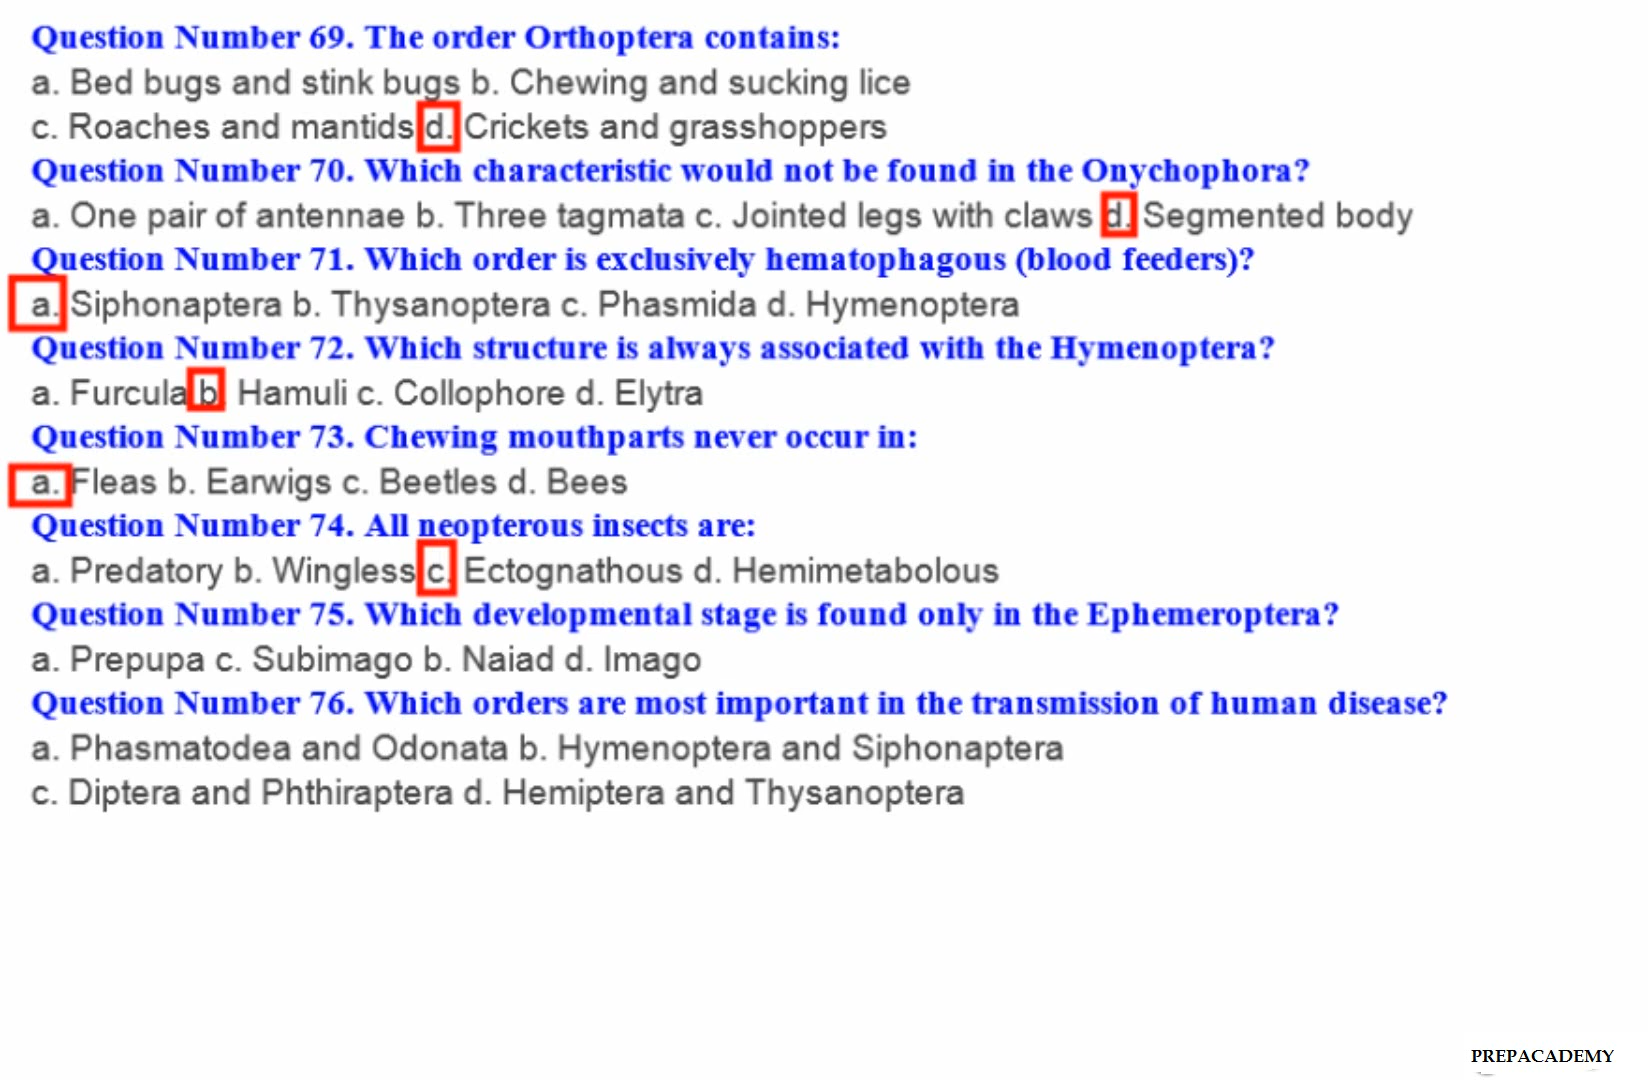 Question Number 69. The order Orthoptera contains:
a. Bed bugs and stink bugs b. Chewing and sucking lice
c. Roaches and mantids d. Crickets and grasshoppers
Question Number 70. Which characteristic would not be found in the Onychophora?
a. One pair of antennae b. Three tagmata c. Jointed legs with claws d. Segmented body
Question Number 71. Which order is exclusively hematophagous (blood feeders)?
a. Siphonaptera b. Thysanoptera c. Phasmida d. Hymenoptera
Question Number 72. Which structure is always associated with the Hymenoptera?
a. Furcula b. Hamuli c. Collophore d. Elytra
Question Number 73. Chewing mouthparts never occur in:
a. Fleas b. Earwigs c. Beetles d. Bees
Question Number 74. All neopterous insects are:
a. Predatory b. Wingless c. Ectognathous d. Hemimetabolous
Question Number 75. Which developmental stage is found only in the Ephemeroptera?
a. Prepupa c. Subimago b. Naiad d. Imago
Question Number 76. Which orders are most important in the transmission of human disease?
a. Phasmatodea and Odonata b. Hymenoptera and Siphonaptera
c. Diptera and Phthiraptera d. Hemiptera and Thysanoptera
PREPACADEMY